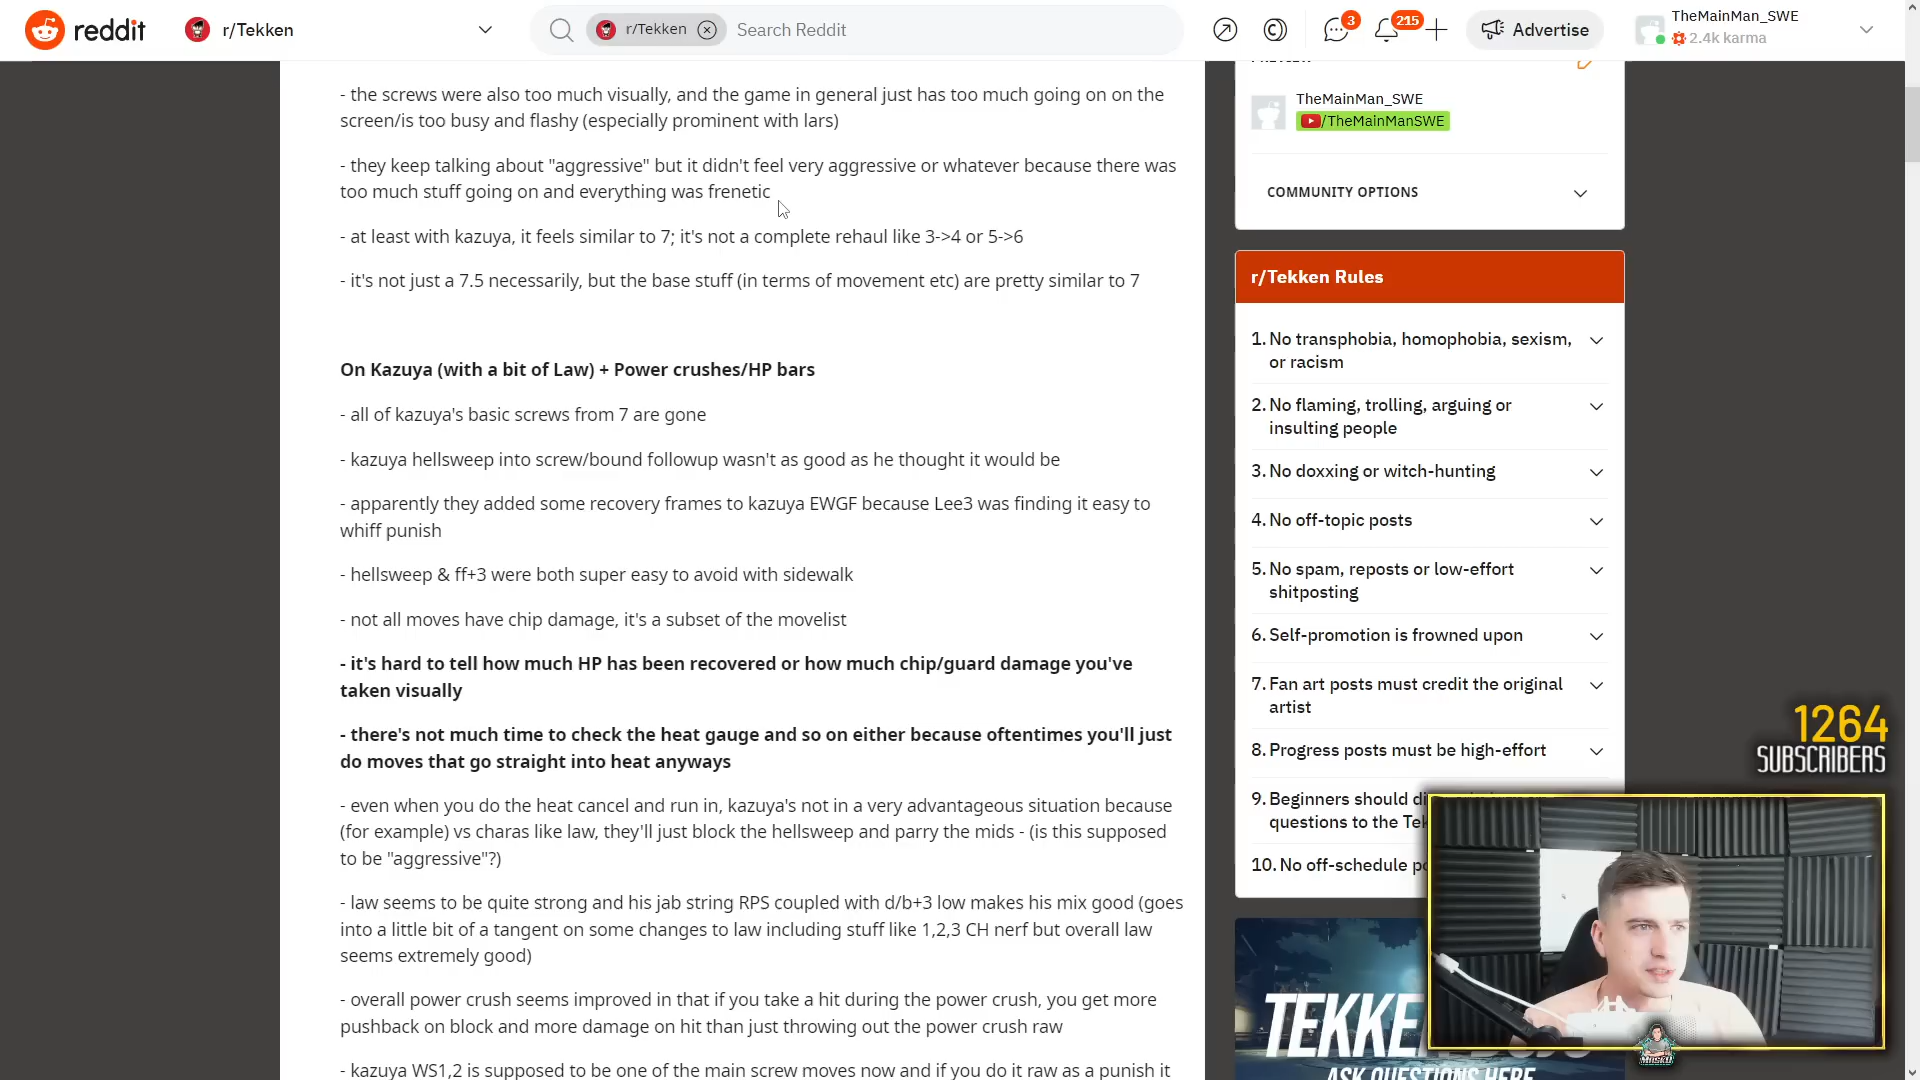 reddit
r/Tekken
r/Tekken
Search Reddit
3
215
Advertise
TheMainMan_SWE
2.4k karma
- the screws were also too much visually, and the game in general just has too much going on on the
screen/is too busy and flashy (especially prominent with lars)
- they keep talking about "aggressive" but it didn't feel very aggressive or whatever because there was
too much stuff going on and everything was frenetic
- at least with kazuya, it feels similar to 7; it's not a complete rehaul like 3->4 or 5->6
- it's not just a 7.5 necessarily, but the base stuff (in terms of movement etc) are pretty similar to 7
On Kazuya (with a bit of Law) + Power crushes/HP bars
- all of kazuya's basic screws from 7 are gone
- kazuya hellsweep into screw/bound followup wasn't as good as he thought it would be
- apparently they added some recovery frames to kazuya EWGF because Lee3 was finding it easy to
whiff punish
- hellsweep & ff+3 were both super easy to avoid with sidewalk
- not all moves have chip damage, it's a subset of the movelist
- it's hard to tell how much HP has been recovered or how much chip/guard damage you've
taken visually
- there's not much time to check the heat gauge and so on either because oftentimes you'll just
do moves that go straight into heat anyways
- even when you do the heat cancel and run in, kazuya's not in a very advantageous situation because
(for example) vs charas like law, they'll just block the hellsweep and parry the mids - (is this supposed
to be "aggressive"?)
- law seems to be quite strong and his jab string RPS coupled with d/b+3 low makes his mix good (goes
into a little bit of a tangent on some changes to law including stuff like 1,2,3 CH nerf but overall law
seems extremely good)
- overall power crush seems improved in that if you take a hit during the power crush, you get more
pushback on block and more damage on hit than just throwing out the power crush raw
- kazuya WS1,2 is supposed to be one of the main screw moves now and if you do it raw as a punish it
TheMainMan_SWE
/TheMainManSWE
COMMUNITY OPTIONS
r/Tekken Rules
1. No transphobia, homophobia, sexism,
or racism
2. No flaming, trolling, arguing or
insulting people
3. No doxxing or witch-hunting
4. No off-topic posts
5. No spam, reposts or low-effort
shitposting
6. Self-promotion is frowned upon
7. Fan art posts must credit the original
artist
8. Progress posts must be high-effort
9. Beginners should
questions to the
10. No off-schedule
1264
SUBSCRIBERS
ASK QUESTIONS HERE